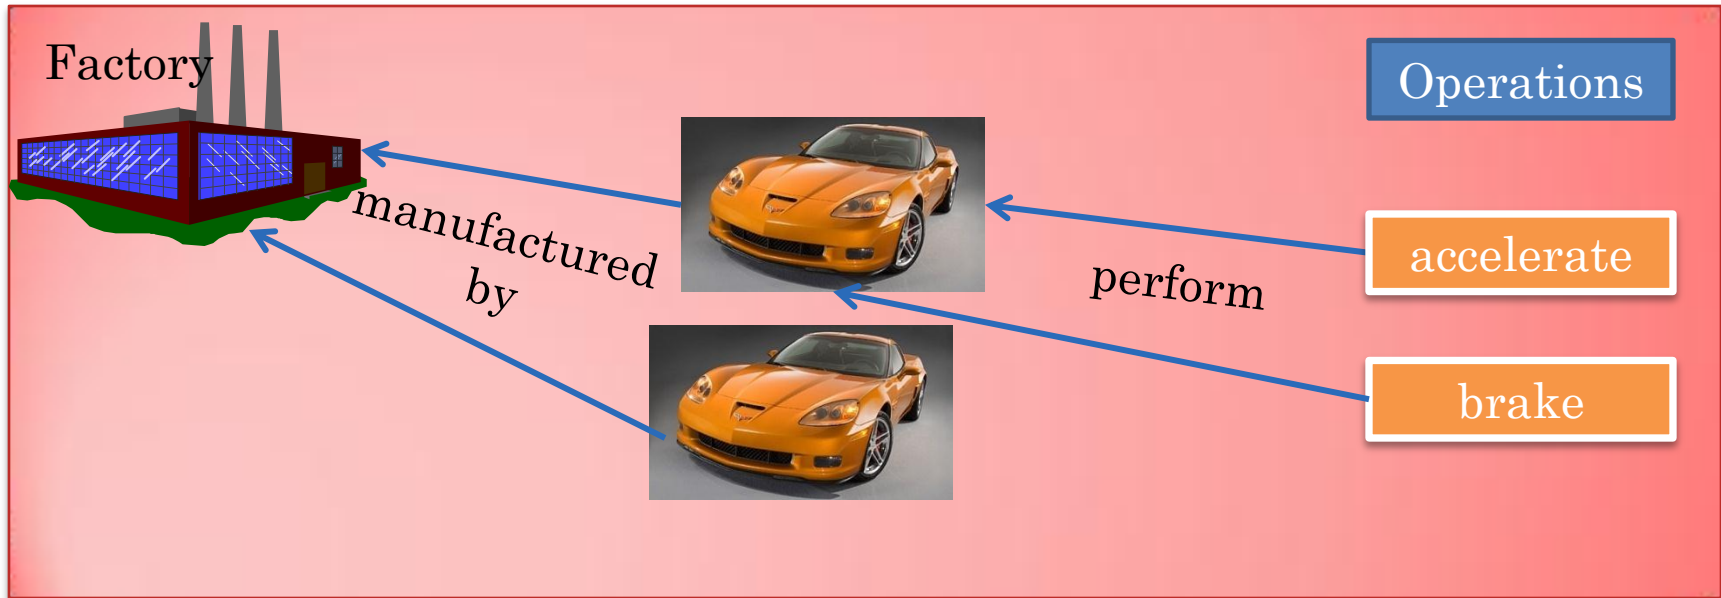 Factory
Operations
manufactured
by
perform
accelerate
brake